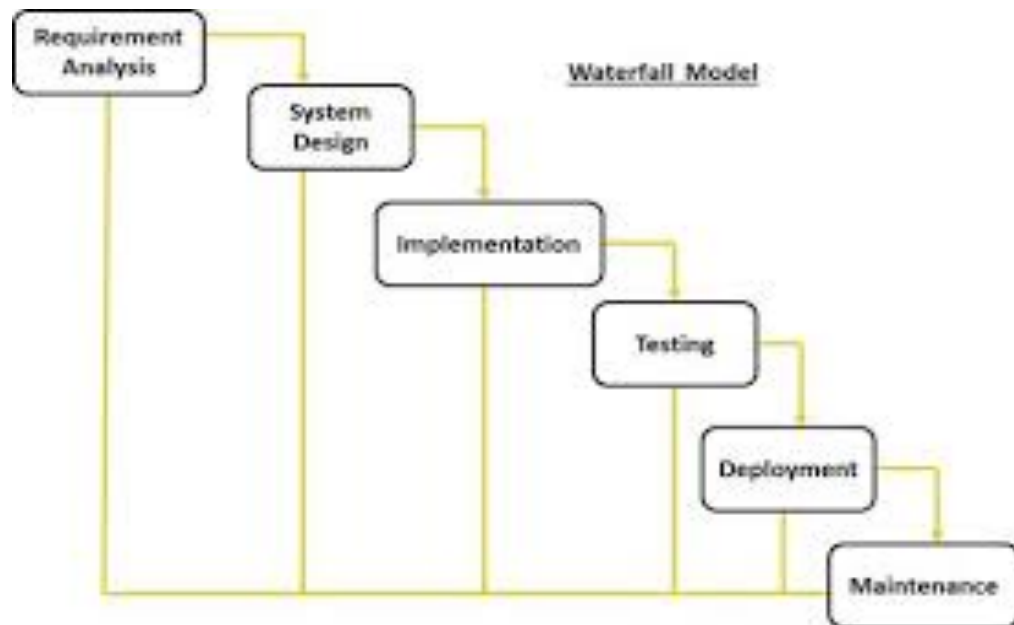 Requirement
Analysis
Waterfall Model
System
Design
Implementation
Testing
Deployment
Maintenance